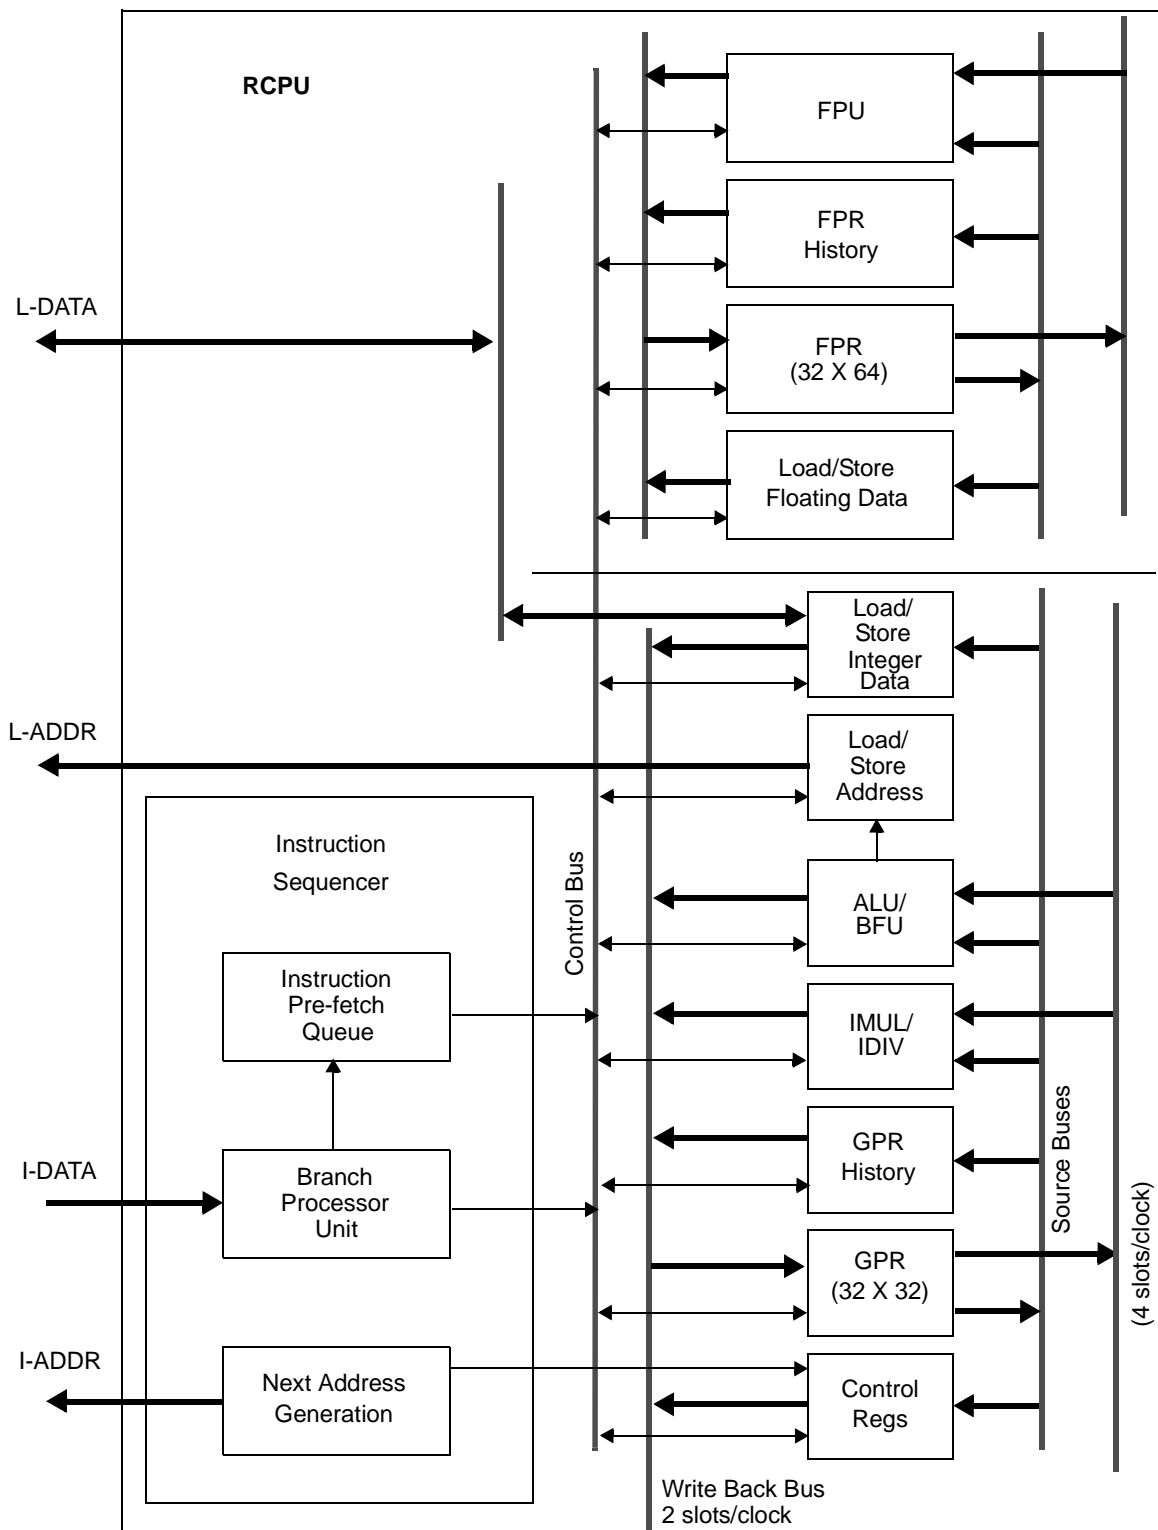 RCPU
FPU
FPR
History
L-DATA
FPR
(32 X 64)
Load/Store
Floating Data
Load/
Store
Integer
Data
L-ADDR
Load/
Store
Address
Instruction
Sequencer
Control Bus
ALU/
BFU
Instruction
Pre-fetch
Queue
IMUL/
IDIV
Source Buses
(4 slots/clock)
GPR
History
I-DATA
Branch
Processor
Unit
GPR
(32 X 32)
I-ADDR
Next Address
Generation
Control
Regs
Write Back Bus
2 slots/clock